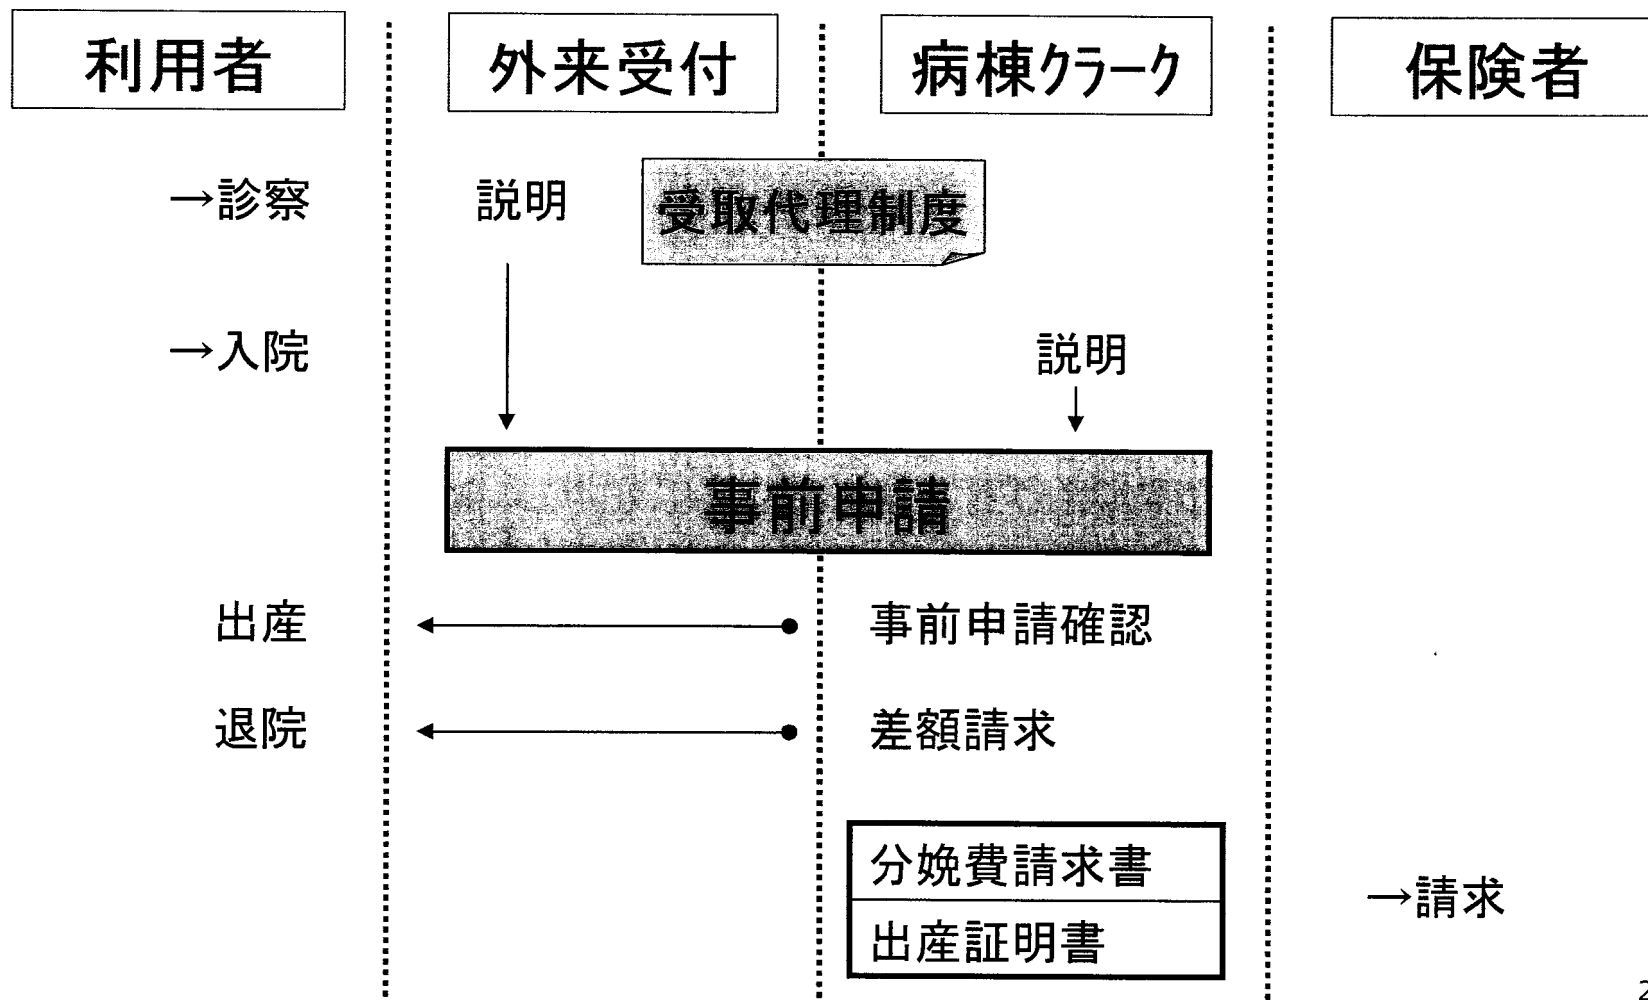 利用者
外来受付
病棟クラーク
保険者
→診察
説明
受取代理制度
→入院
説明
事前申請
出産
事前申請確認
退院
差額請求
分娩費請求書
出産証明書
→請求
2